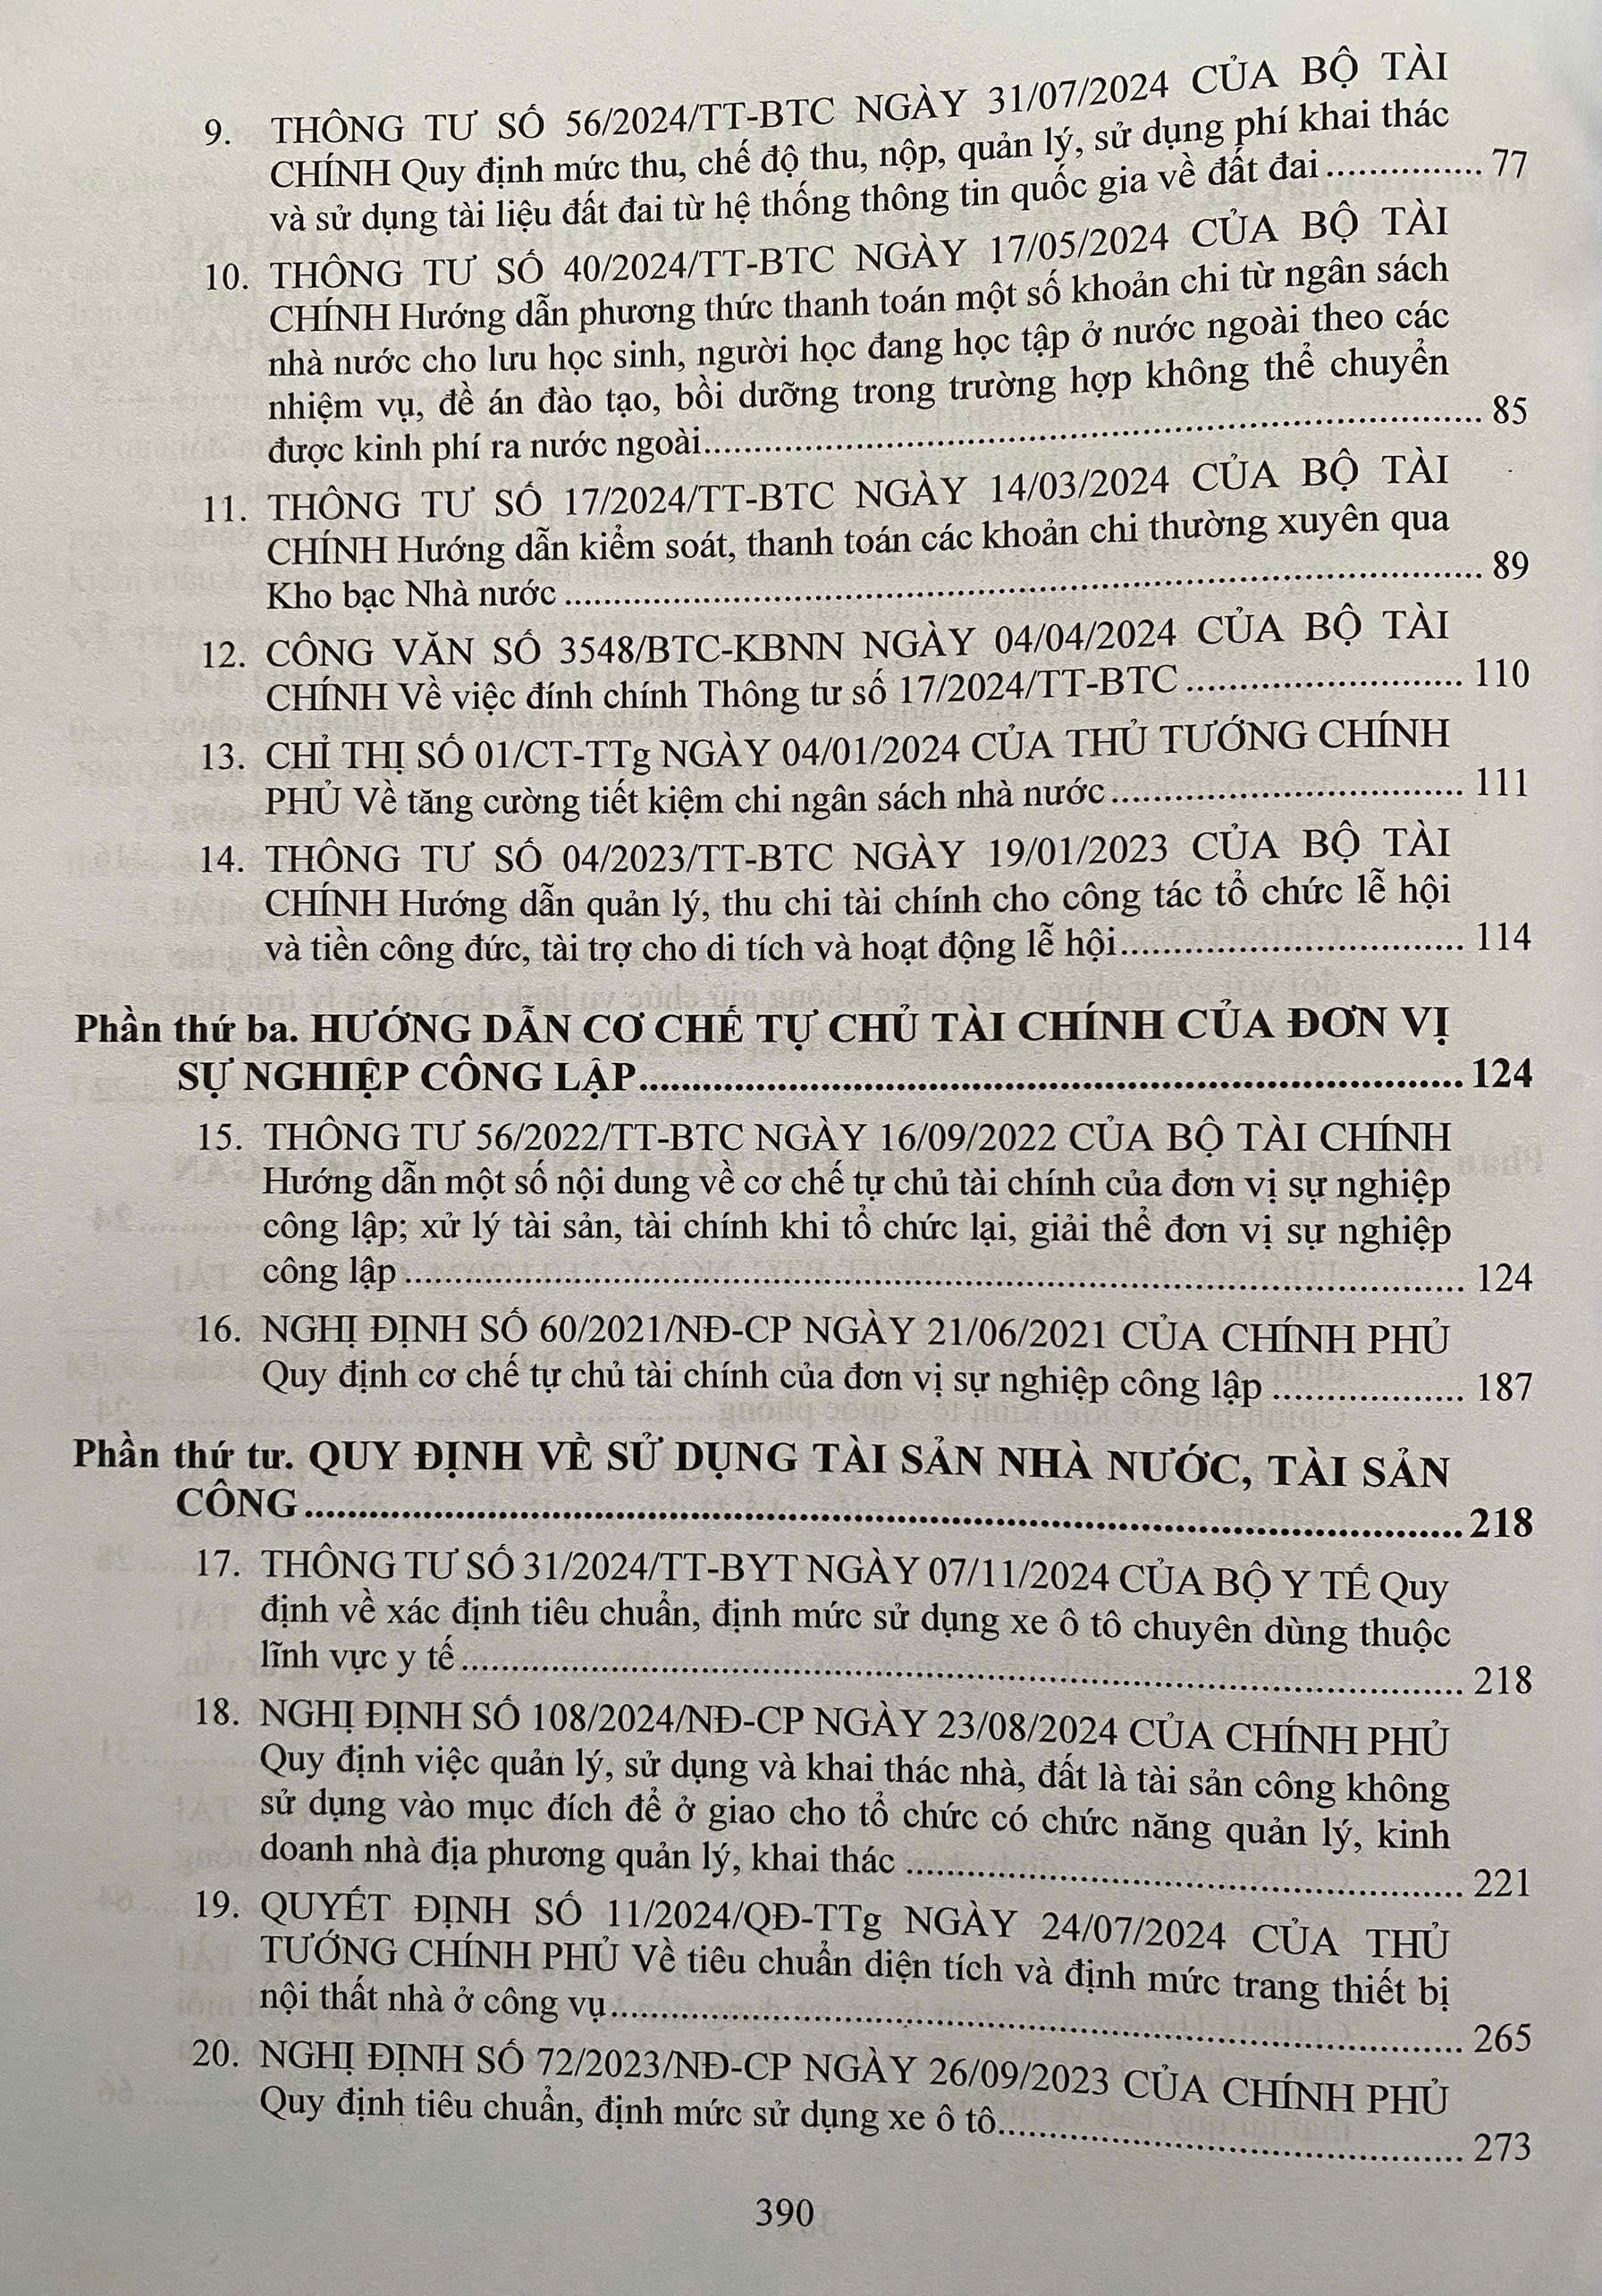 9. THÔNG TƯ SỐ 56/2024/TT-BTC NGÀY 31/07/2024 CỦA BỘ TÀI
CHÍNH Quy định mức thu, chế độ thu, nộp, quản lý, sử dụng phí khai thác
và sử dụng tài liệu đất đai từ hệ thống thông tin quốc gia về đất đai ............... 77
10. THÔNG TƯ SỐ 40/2024/TT-BTC NGÀY 17/05/2024 CỦA BỘ TÀI
CHÍNH Hướng dẫn phương thức thanh toán một số khoản chi từ ngân sách
nhà nước cho lưu học sinh, người học đang học tập ở nước ngoài theo các
nhiệm vụ, đề án đào tạo, bồi dưỡng trong trường hợp không thể chuyển
được kinh phí ra nước ngoài............................................................................ 85
11. THÔNG TƯ SỐ 17/2024/TT-BTC NGÀY 14/03/2024 CỦA BỘ TÀI
CHÍNH Hướng dẫn kiểm soát, thanh toán các khoản chi thường xuyên qua
Kho bạc Nhà nước ........................................................................................... 89
12. CÔNG VĂN SỐ 3548/BTC-KBNN NGÀY 04/04/2024 CỦA BỘ TÀI
CHÍNH Về việc đính chính Thông tư số 17/2024/TT-BTC ........................... 110
13. CHỈ THỊ SỐ 01/CT-TTg NGÀY 04/01/2024 CỦA THỦ TƯỚNG CHÍNH
PHỦ Về tăng cường tiết kiệm chi ngân sách nhà nước .................................. 111
14. THÔNG TƯ SỐ 04/2023/TT-BTC NGÀY 19/01/2023 CỦA BỘ TÀI
CHÍNH Hướng dẫn quản lý, thu chi tài chính cho công tác tổ chức lễ hội
và tiền công đức, tài trợ cho di tích và hoạt động lễ hội................................. 114
Phần thứ ba. HƯỚNG DẪN CƠ CHẾ TỰ CHỦ TÀI CHÍNH CỦA ĐƠN VỊ
SỰ NGHIỆP CÔNG LẬP............................................................................... 124
15. THÔNG TƯ 56/2022/TT-BTC NGÀY 16/09/2022 CỦA BỘ TÀI CHÍNH
Hướng dẫn một số nội dung về cơ chế tự chủ tài chính của đơn vị sự nghiệp
công lập; xử lý tài sản, tài chính khi tổ chức lại, giải thể đơn vị sự nghiệp
công lập ......................................................................................................... 124
16. NGHỊ ĐỊNH SỐ 60/2021/NĐ-CP NGÀY 21/06/2021 CỦA CHÍNH PHỦ
Quy định cơ chế tự chủ tài chính của đơn vị sự nghiệp công lập ................... 187
Phần thứ tư. QUY ĐỊNH VỀ SỬ DỤNG TÀI SẢN NHÀ NƯỚC, TÀI SẢN
CÔNG............................................................................................................... 218
17. THÔNG TƯ SỐ 31/2024/TT-BYT NGÀY 07/11/2024 CỦA BỘ Y TẾ Quy
định về xác định tiêu chuẩn, định mức sử dụng xe ô tô chuyên dùng thuộc
lĩnh vực y tế.................................................................................................... 218
18. NGHỊ ĐỊNH SỐ 108/2024/NĐ-CP NGÀY 23/08/2024 CỦA CHÍNH PHỦ
Quy định việc quản lý, sử dụng và khai thác nhà, đất là tài sản công không
sử dụng vào mục đích để ở giao cho tổ chức có chức năng quản lý, kinh
doanh nhà địa phương quản lý, khai thác ....................................................... 221
19. QUYẾT ĐỊNH SỐ 11/2024/QĐ-TTg NGÀY 24/07/2024 CỦA THỦ
TƯỚNG CHÍNH PHỦ Về tiêu chuẩn diện tích và định mức trang thiết bị
nội thất nhà ở công vụ..................................................................................... 265
20. NGHỊ ĐỊNH SỐ 72/2023/NĐ-CP NGÀY 26/09/2023 CỦA CHÍNH PHỦ
Quy định tiêu chuẩn, định mức sử dụng xe ô tô............................................. 273
390